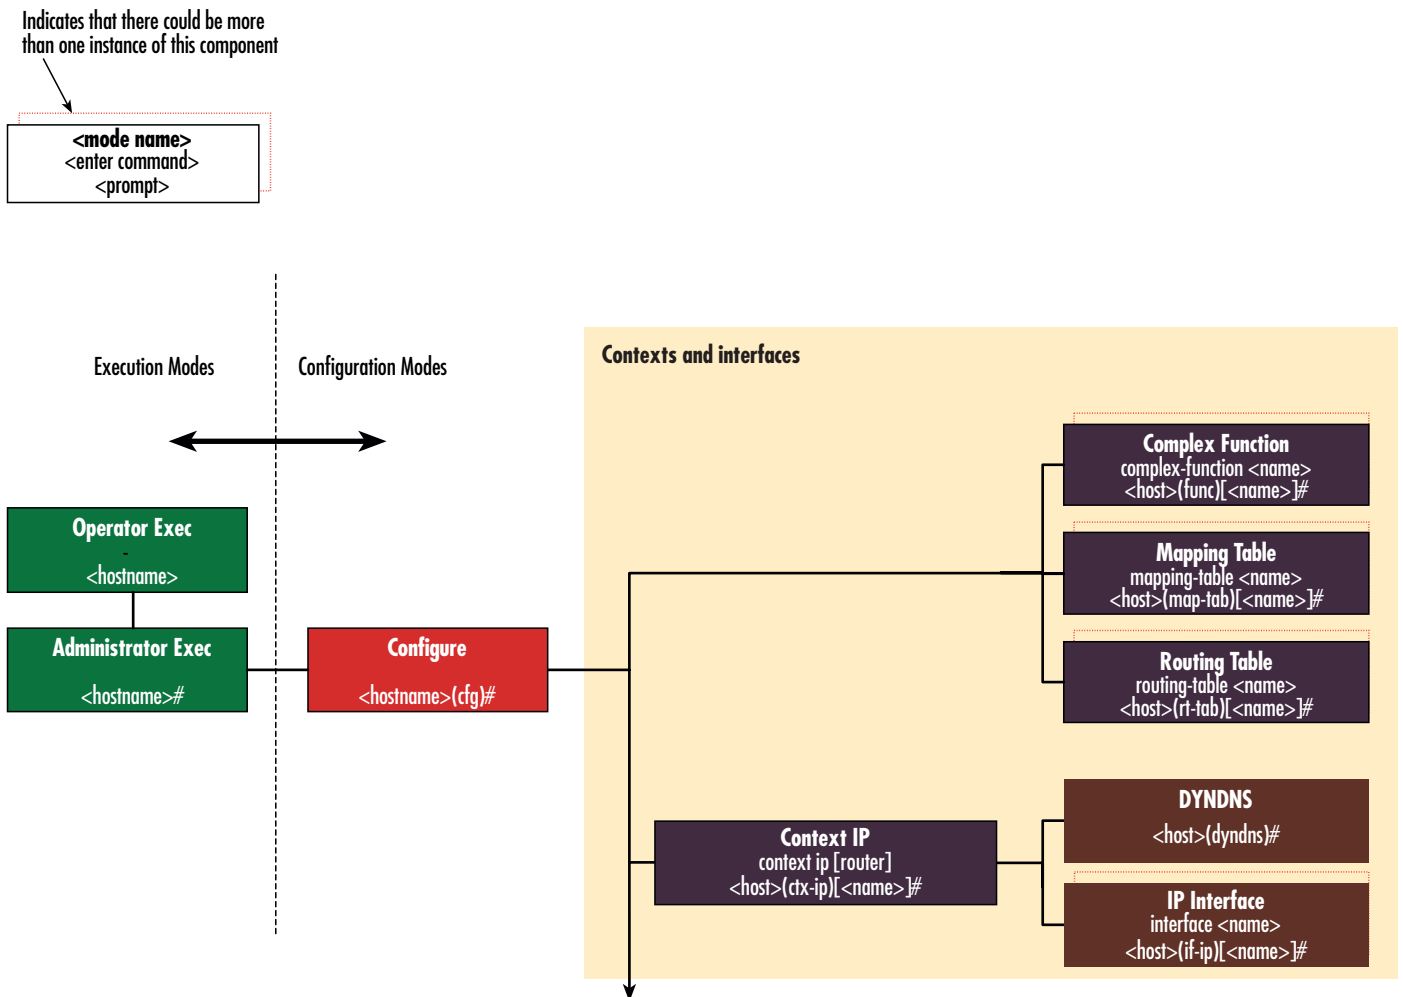 Indicates that there could be more
than one instance of this component
<mode name>
<enter command>
<prompt>
Execution Modes
Configuration Modes
Contexts and interfaces
Complex Function
complex-function <name>
<host>(func)[<name>]#
Mapping Table
mapping-table <name>
<host>(map-tab)[<name>]#
Routing Table
routing-table <name>
<host>(rt-tab)[<name>]#
Operator Exec
-
<hostname>
Administrator Exec
<hostname>#
Configure
<hostname>(cfg)#
Context IP
context ip [router]
<host>(ctx-ip)[<name>]#
DYNDNS
<host>(dyndns)#
IP Interface
interface <name>
<host>(if-ip)[<name>]#